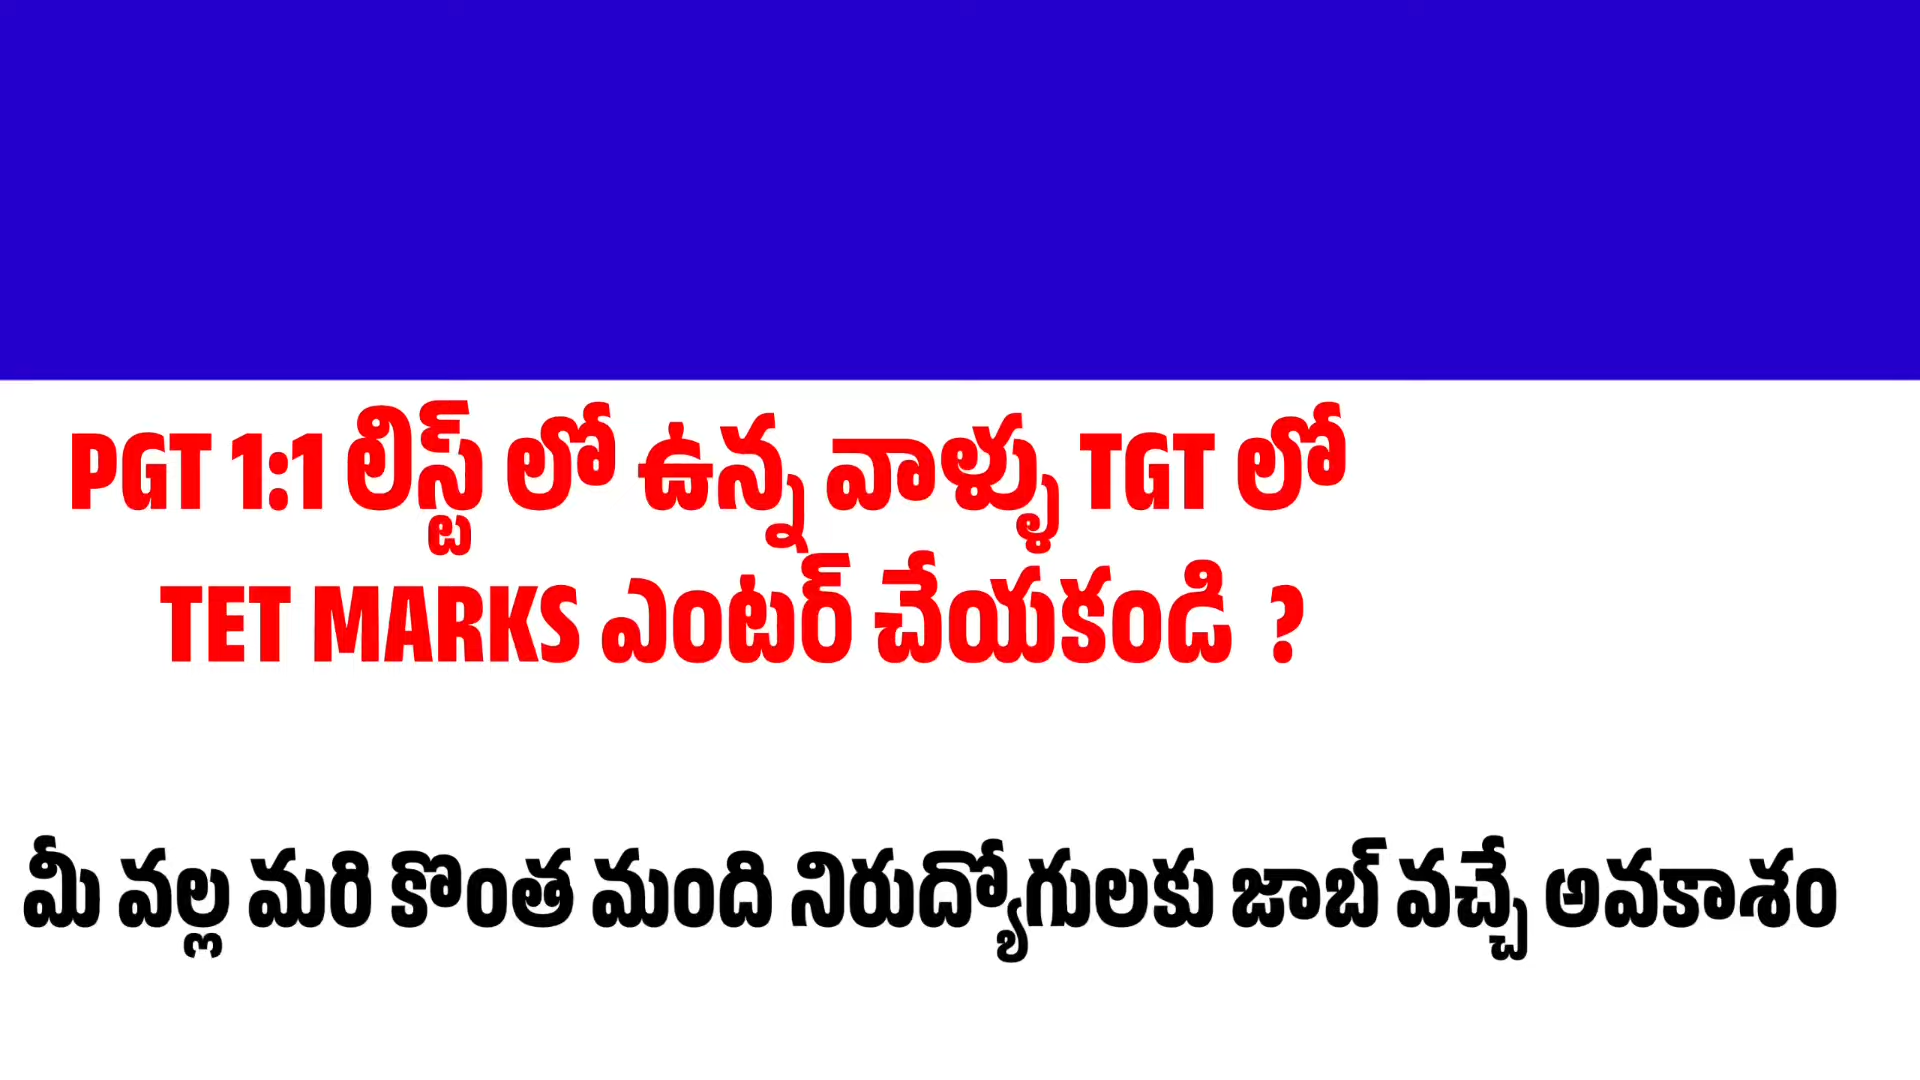 PGT 1:1 లిస్ట్ లో ఉన్న వాళ్ళు TGT లో
TET MARKS ఎంటర్ చేయకండి ?
మీ వల్ల మరి కొంత మంది నిరుద్యోగులకు జాబ్ వచ్చే అవకాశం